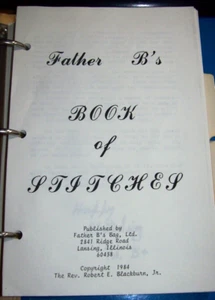 Father B's
BOOK
of
STITCHES
Published by
Father B's Bag, Ltd.
2841 Ridge Road
Lansing, Illinois
60438
Copyright 1984
The Rev. Robert E. Blackburn, Jr.